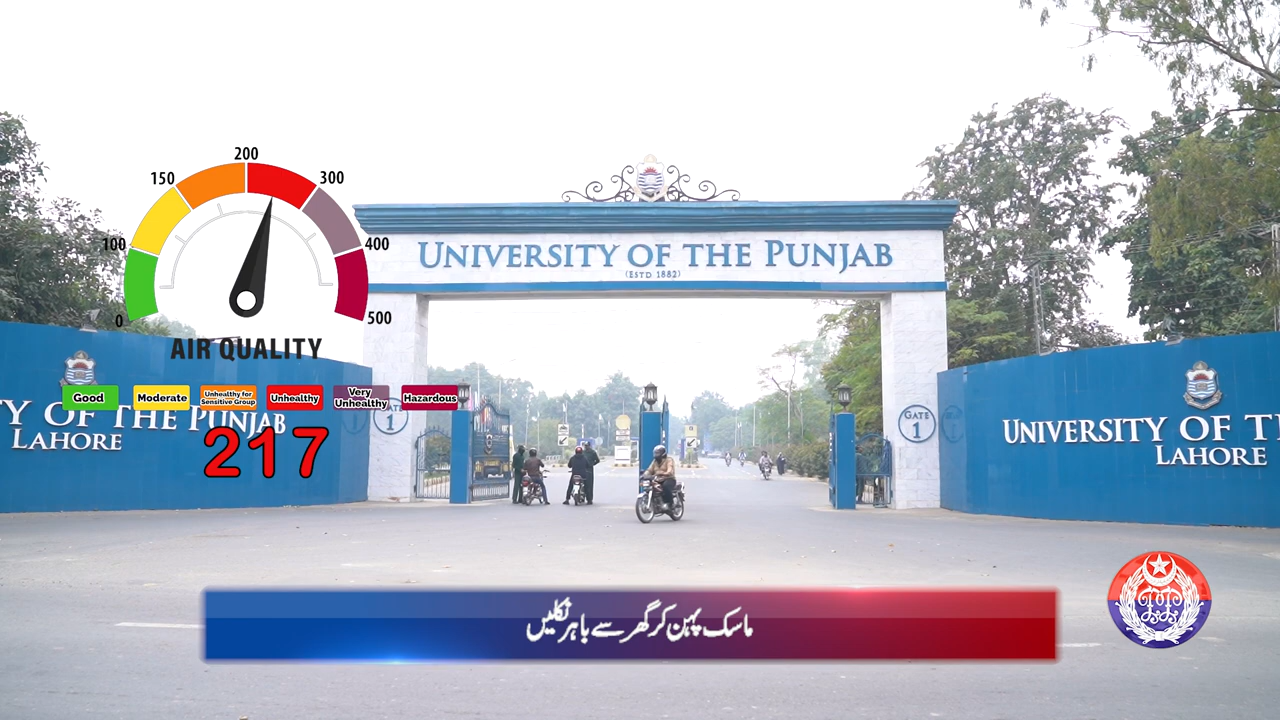 200
150
300
100
400
0
500
AIR QUALITY
Good
Moderate
Unhealthy for
Sensitive Group
Unhealthy
Very
Unhealthy
Hazardous
217
UNIVERSITY OF THE PUNJAB
(ESTD 1882)
TY OF THE PUNJAB
LAHORE
GATE
1
GATE
1
UNIVERSITY OF T
LAHORE
ماسک پہن کر گھر سے باہر نکلیں